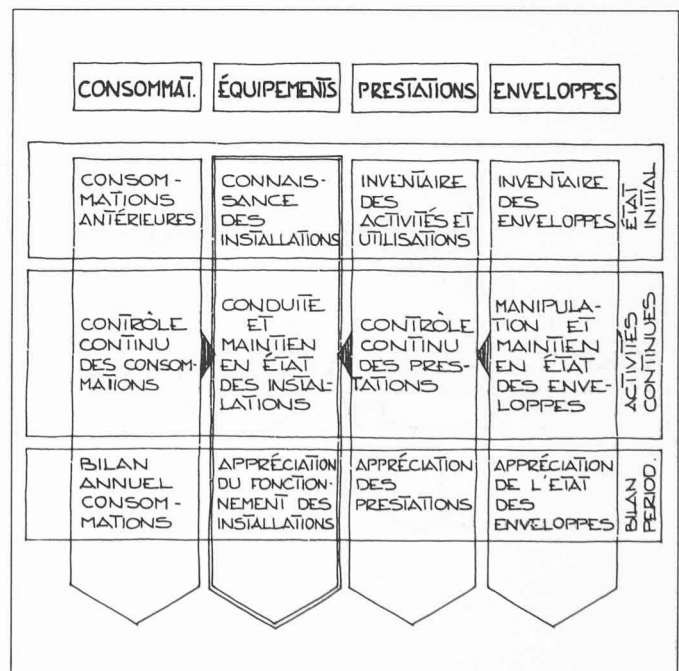 CONSOMMAT.
ÉQUIPEMENTS
PRESTATIONS
ENVELOPPES
CONSOM-
MATIONS
ANTÉRIEURES
CONNAIS-
SANCE
DES
INSTALLATIONS
INVENTAIRE
DES
ACTIVITÉS ET
UTILISATIONS
INVENTAIRE
DES
ENVELOPPES
ÉTAT
INITIAL
CONTRÔLE
CONTINU
DES CONSOM-
MATIONS
CONDUITE
ET
MAINTIEN
EN ÉTAT
DES INSTAL-
LATIONS
CONTRÔLE
CONTINU
DES PRES-
TATIONS
MANIPULA-
TION ET
MAINTIEN
EN ÉTAT
DES ENVE-
LOPPES
ACTIVITÉS
CONTINUES
BILAN
ANNUEL
CONSOM-
MATIONS
APPRÉCIATION
DU FONCTION-
NEMENT DES
INSTALLATIONS
APPRÉCIATION
DES
PRESTATIONS
APPRÉCIATION
DE L'ETAT
DES
ENVELOPPES
BILAN
PERIOD.